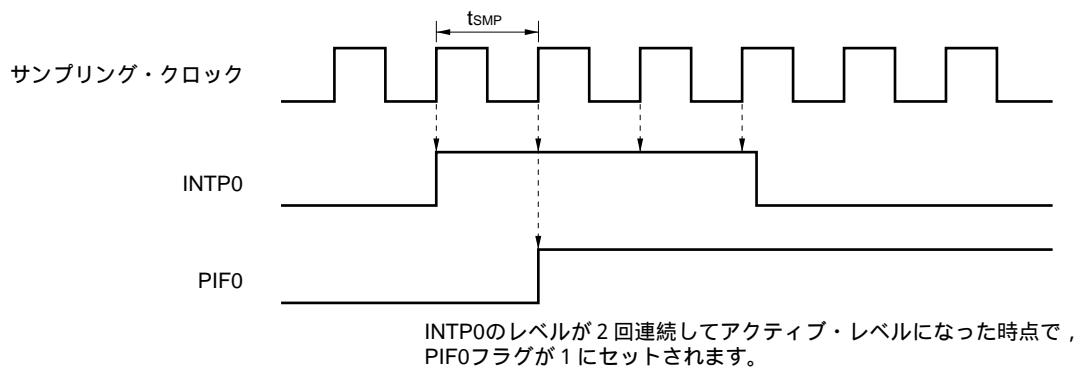 tSMP
サンプリング・クロック
INTP0
PIF0
INTP0のレベルが2回連続してアクティブ・レベルになった時点で，
PIF0フラグが1にセットされます。